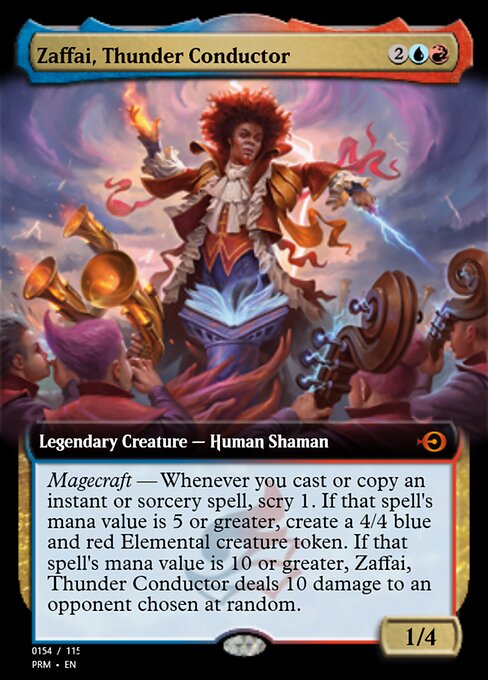 Zaffai, Thunder Conductor 2
Legendary Creature — Human Shaman
Magecraft — Whenever you cast or copy an
instant or sorcery spell, scry 1. If that spell's
mana value is 5 or greater, create a 4/4 blue
and red Elemental creature token. If that
spell's mana value is 10 or greater, Zaffai,
Thunder Conductor deals 10 damage to an
opponent chosen at random.
1/4
0154 / 115
PRM • EN